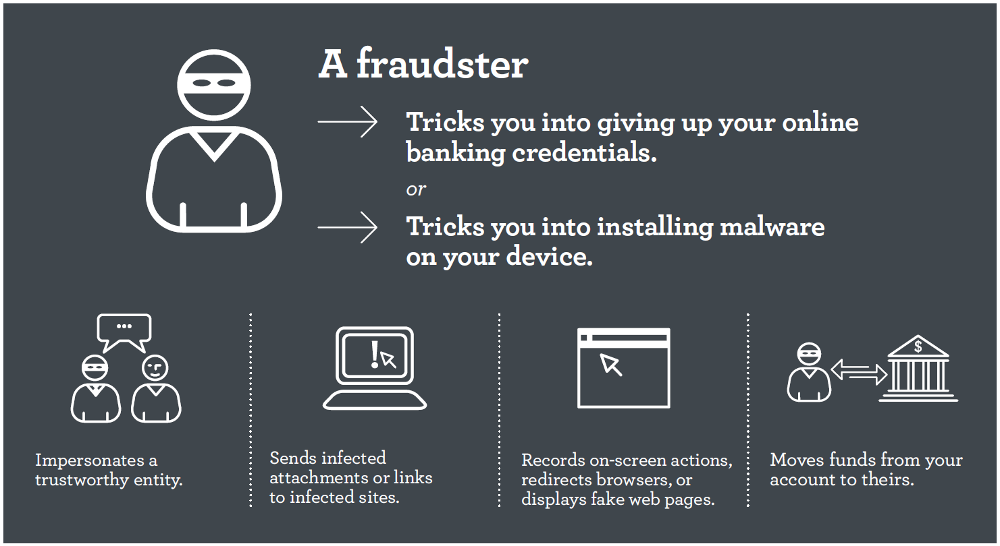 A fraudster
Tricks you into giving up your online
banking credentials.
or
Tricks you into installing malware
on your device.
!
$
Impersonates a
trustworthy entity.
Sends infected
attachments or links
to infected sites.
Records on-screen actions,
redirects browsers, or
displays fake web pages.
Moves funds from your
account to theirs.